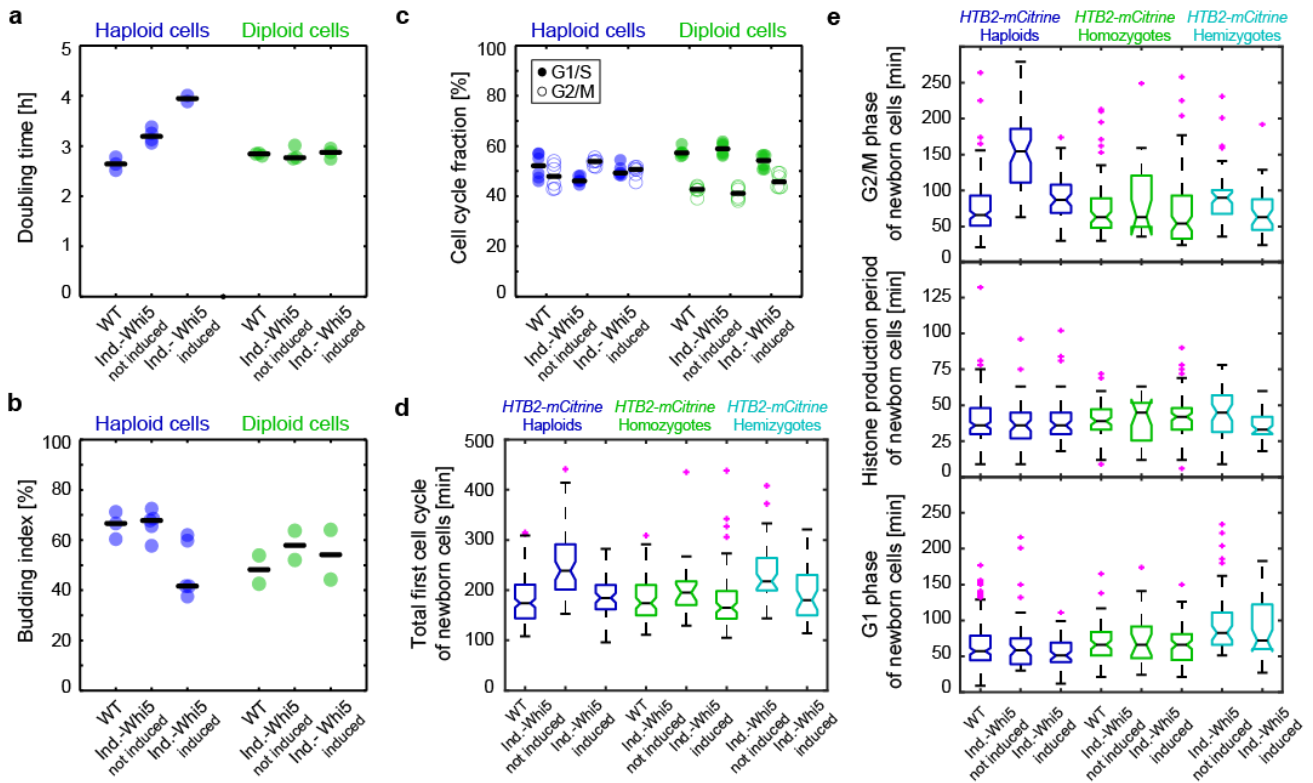 a
Haploid cells
Diploid cells
Doubling time [h]
5
4
3
2
1
0
WT
Ind.-Whi5
not induced
Ind.- Whi5
induced
WT
Ind.-Whi5
not induced
Ind.- Whi5
induced
b
Haploid cells
Diploid cells
Budding index [%]
100
80
60
40
20
0
WT
Ind.-Whi5
not induced
Ind.-Whi5
induced
WT
Ind.-Whi5
not induced
Ind.- Whi5
induced
c
Haploid cells
Diploid cells
Cell cycle fraction [%]
100
80
60
40
20
0
G1/S
G2/M
WT
Ind.-Whi5
not induced
Ind.- Whi5
induced
WT
Ind.-Whi5
not induced
Ind.- Whi5
induced
d
HTB2-mCitrine
Haploids
HTB2-mCitrine
Homozygotes
HTB2-mCitrine
Hemizygotes
Total first cell cycle
of newborn cells [min]
500
400
300
200
100
0
WT
Ind.-Whi5
not induced
Ind.-Whi5
induced
WT
Ind.-Whi5
not induced
Ind.-Whi5
induced
Ind.-Whi5
not induced
Ind.-Whi5
induced
e
HTB2-mCitrine
Haploids
HTB2-mCitrine
Homozygotes
HTB2-mCitrine
Hemizygotes
G2/M phase
of newborn cells [min]
250
200
150
100
50
0
Histone production period
of newborn cells [min]
125
100
75
50
25
0
G1 phase
of newborn cells [min]
250
200
150
100
50
0
WT
Ind.-Whi5
not induced
Ind.-Whi5
induced
WT
Ind.-Whi5
not induced
Ind.-Whi5
induced
Ind.-Whi5
not induced
Ind.-Whi5
induced